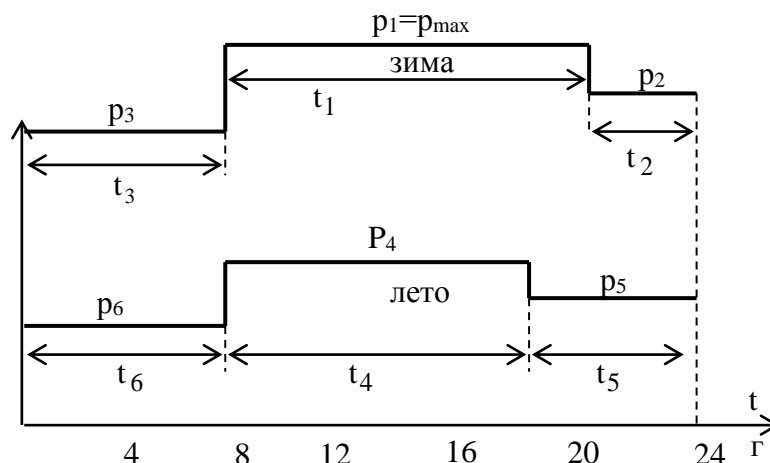 p₁=pmax
зима
p₂
t₁
p₃
t₂
t₃
P₄
лето
p₅
p₆
t₆
t₄
t₅
t
4 8 12 16 20 24 г